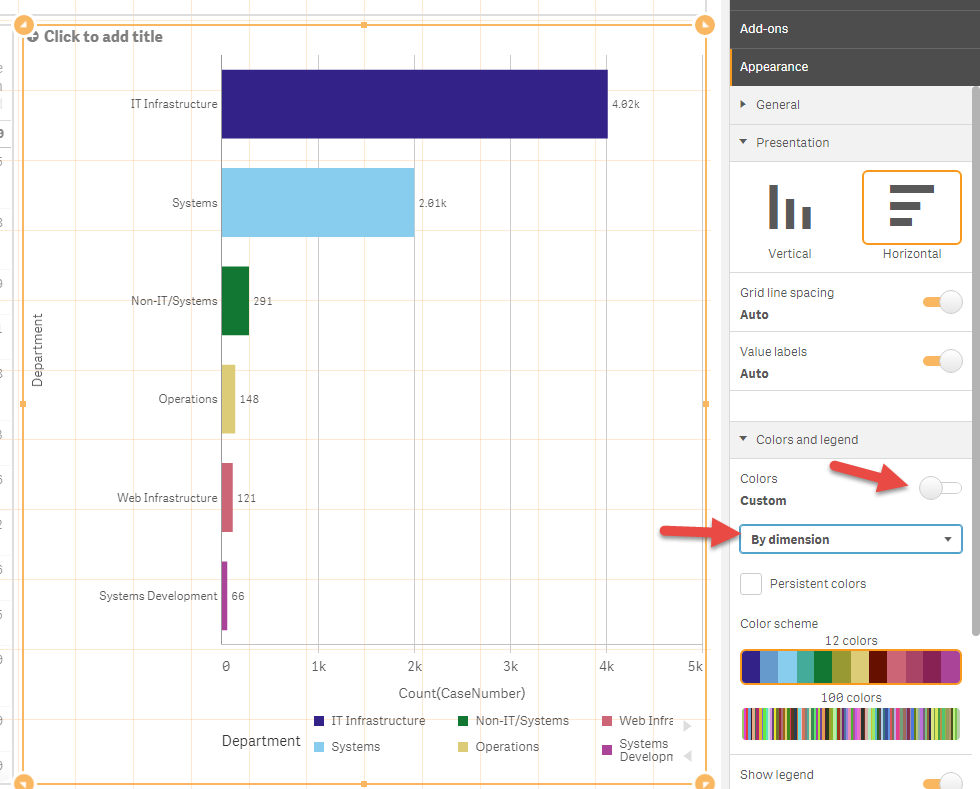 Click to add title
IT Infrastructure
4.02k
Systems
2.01k
Non-IT/Systems
291
Operations
148
Web Infrastructure
121
Systems Development
66
Department
0 1k 2k 3k 4k 5k
Count(CaseNumber)
Department
IT Infrastructure Non-IT/Systems Web Infra
Systems Operations Systems
Developm
Add-ons
Appearance
General
Presentation
Vertical Horizontal
Grid line spacing
Auto
Value labels
Auto
Colors and legend
Colors
Custom
By dimension
Persistent colors
Color scheme
12 colors
100 colors
Show legend